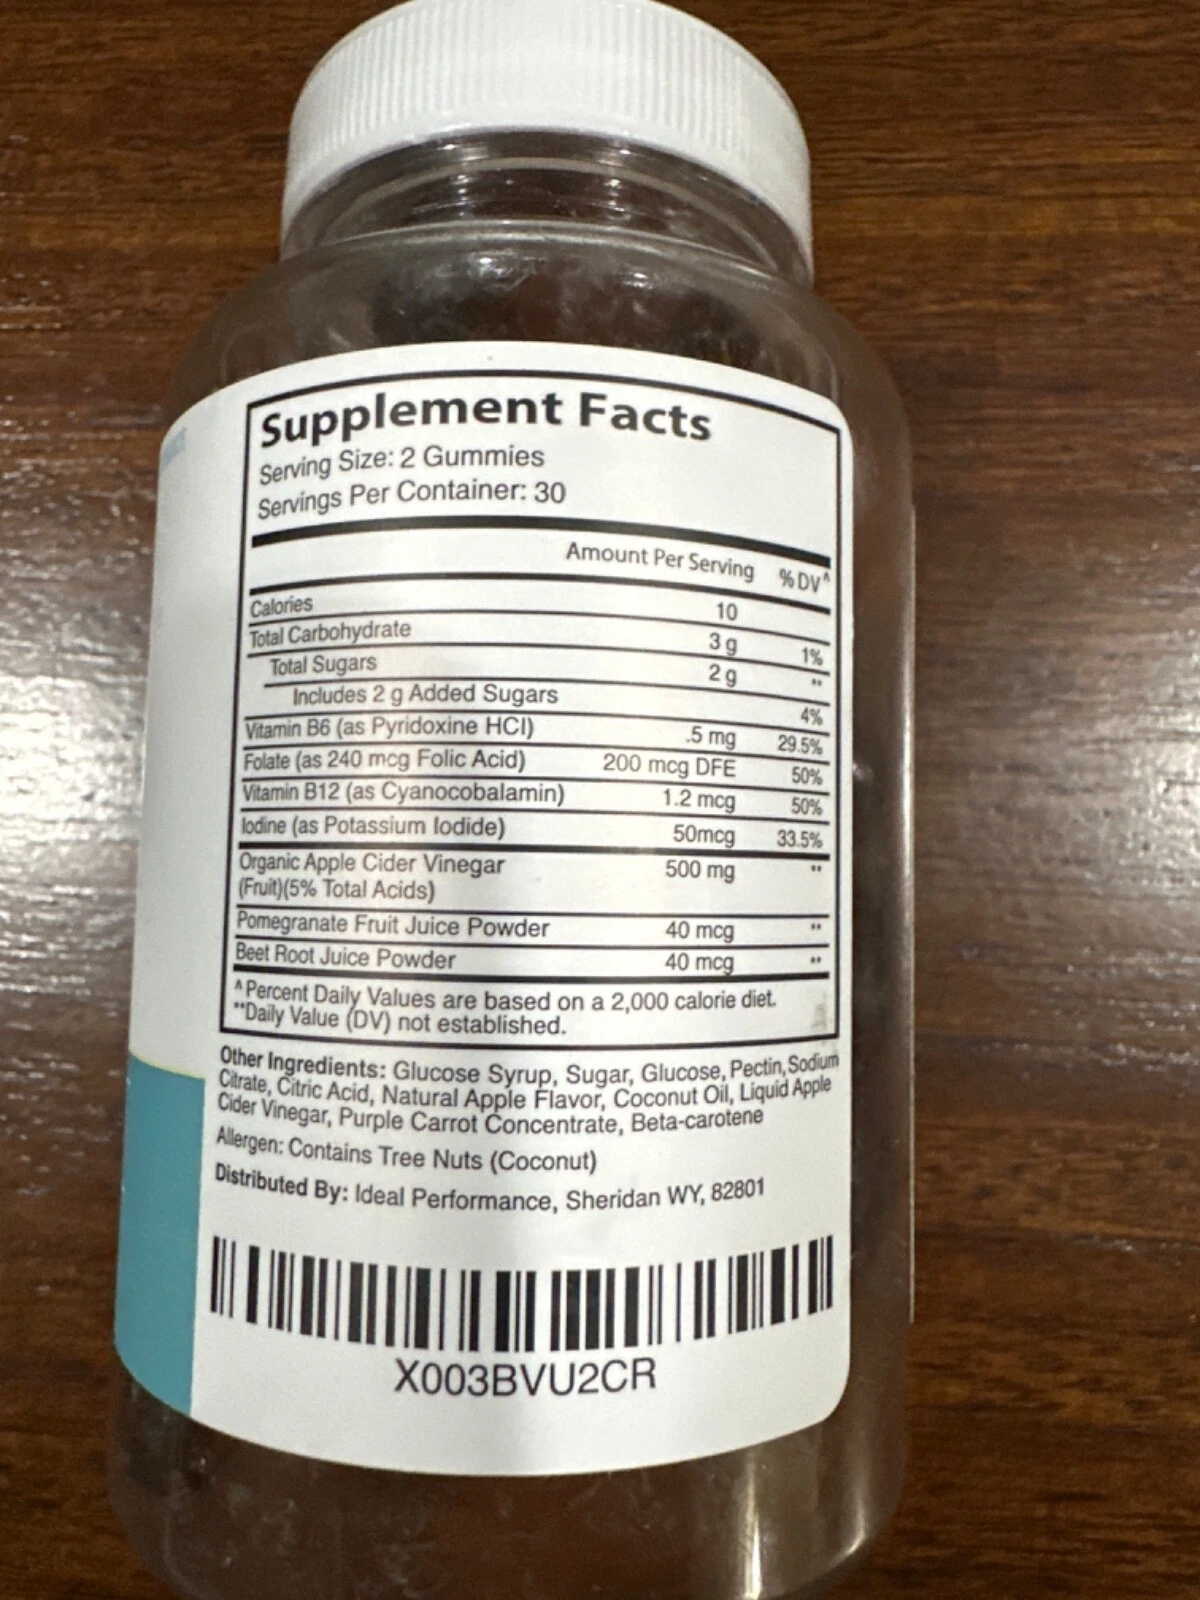 Supplement Facts
Serving Size: 2 Gummies
Servings Per Container: 30
Amount Per Serving %DV^
Calories 10
Total Carbohydrate 3 g 1%
Total Sugars 2 g **
Includes 2 g Added Sugars 4%
Vitamin B6 (as Pyridoxine HCl) .5 mg 29.5%
Folate (as 240 mcg Folic Acid) 200 mcg DFE 50%
Vitamin B12 (as Cyanocobalamin) 1.2 mcg 50%
Iodine (as Potassium Iodide) 50mcg 33.5%
Organic Apple Cider Vinegar 500 mg **
(Fruit)(5% Total Acids)
Pomegranate Fruit Juice Powder 40 mcg **
Beet Root Juice Powder 40 mcg **
^Percent Daily Values are based on a 2,000 calorie diet.
**Daily Value (DV) not established.
Other Ingredients: Glucose Syrup, Sugar, Glucose, Pectin, Sodium
Citrate, Citric Acid, Natural Apple Flavor, Coconut Oil, Liquid Apple
Cider Vinegar, Purple Carrot Concentrate, Beta-carotene
Allergen: Contains Tree Nuts (Coconut)
Distributed By: Ideal Performance, Sheridan WY, 82801
X003BVU2CR